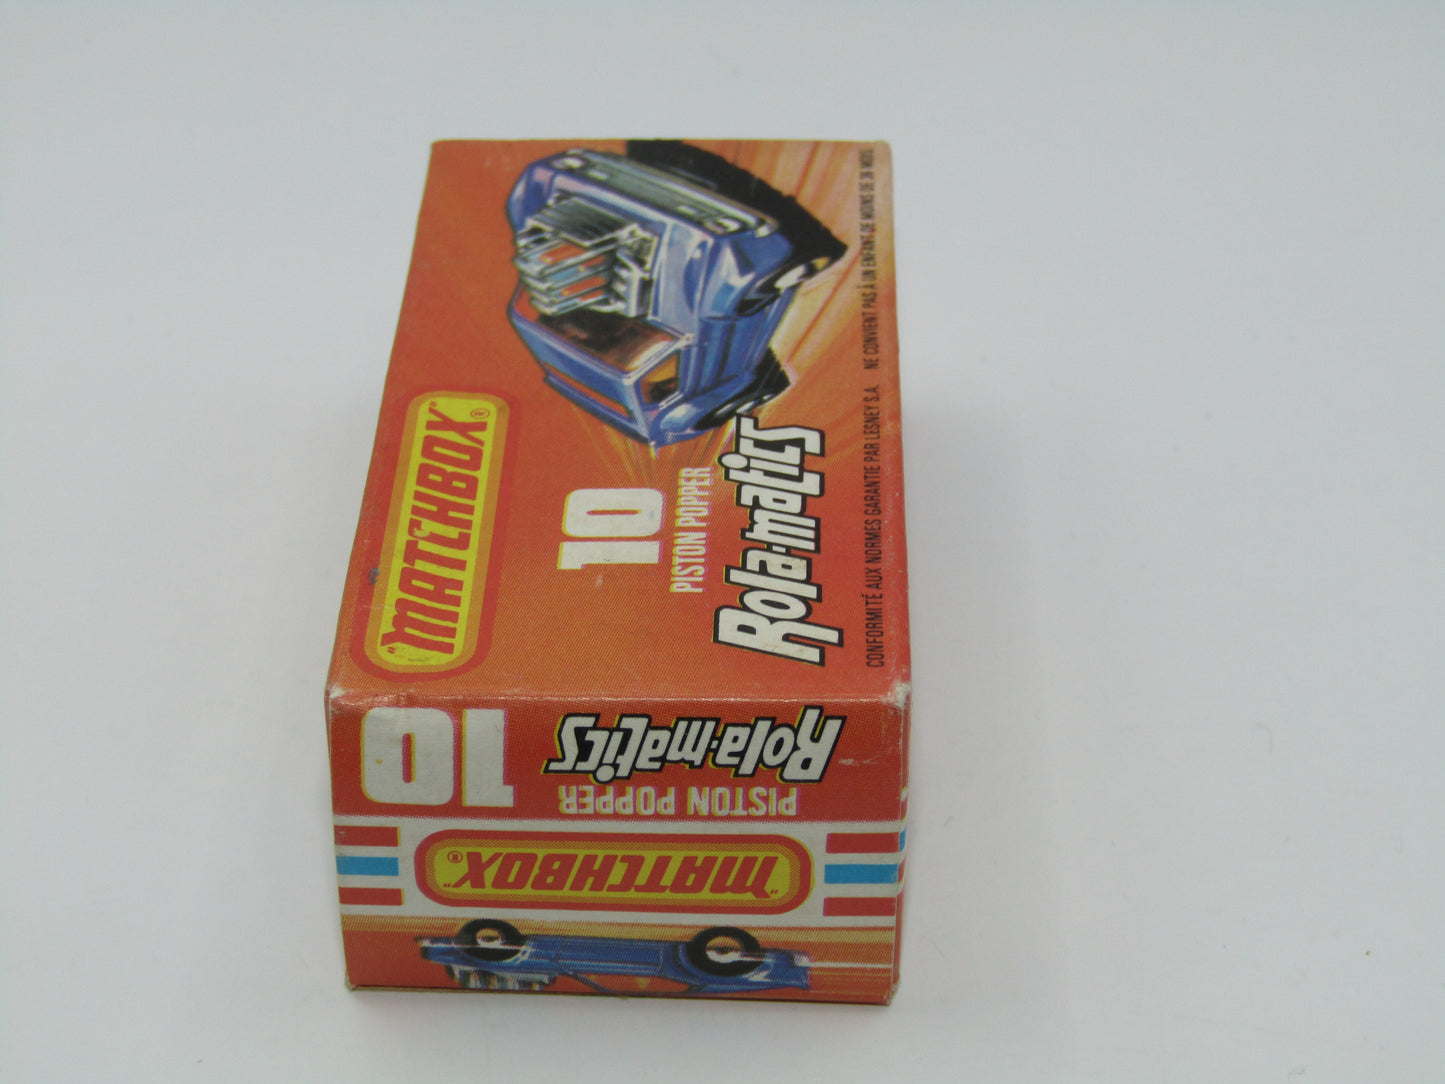 "MATCHBOX"®
10
PISTON POPPER
Rola-matics
CONFORMITÉ AUX NORMES GARANTIE PAR LESNEY S.A. NE CONVIENT PAS À UN ENFANT DE MOINS DE 36 MOIS
"MATCHBOX"®
PISTON POPPER
Rola-matics
10